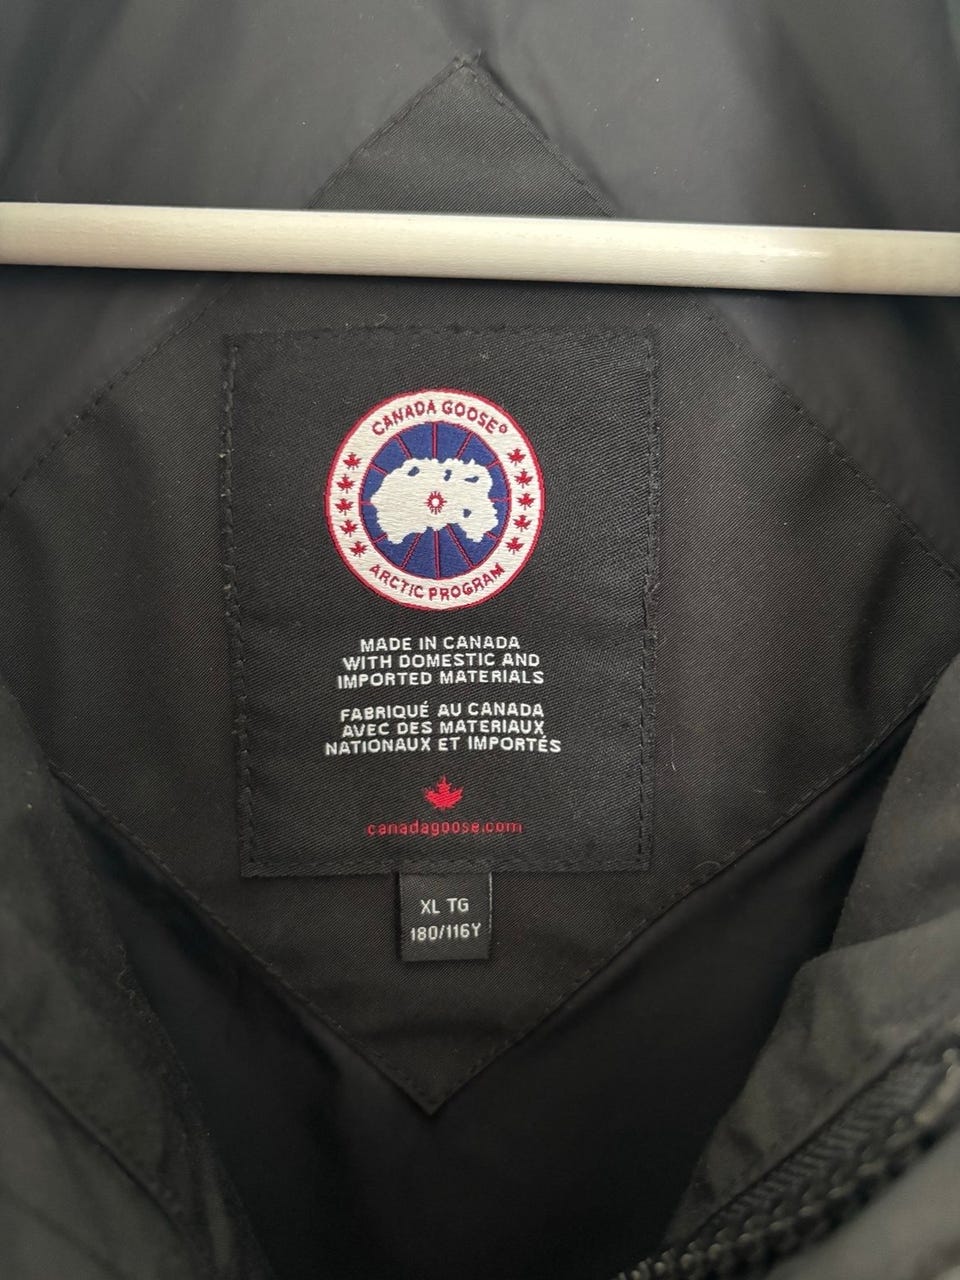 CANADA GOOSE®
ARCTIC PROGRAM
MADE IN CANADA
WITH DOMESTIC AND
IMPORTED MATERIALS
FABRIQUÉ AU CANADA
AVEC DES MATERIAUX
NATIONAUX ET IMPORTÉS
canadagoose.com
XL TG
180/116Y